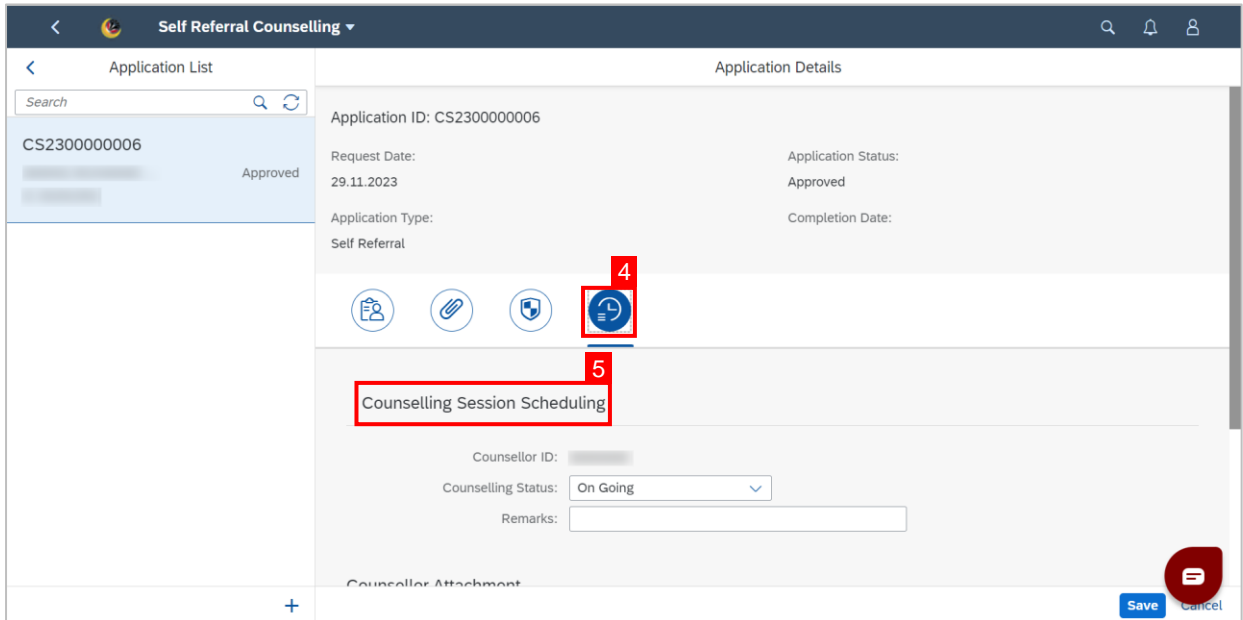 Self Referral Counselling
Application List
Application Details
Search
CS2300000006
Approved
Application ID: CS2300000006
Request Date:
Application Status:
29.11.2023
Approved
Application Type:
Completion Date:
Self Referral
4
5
Counselling Session Scheduling
Counsellor ID:
Counselling Status: On Going
Remarks:
Counsellor Attachment
Save
Cancel